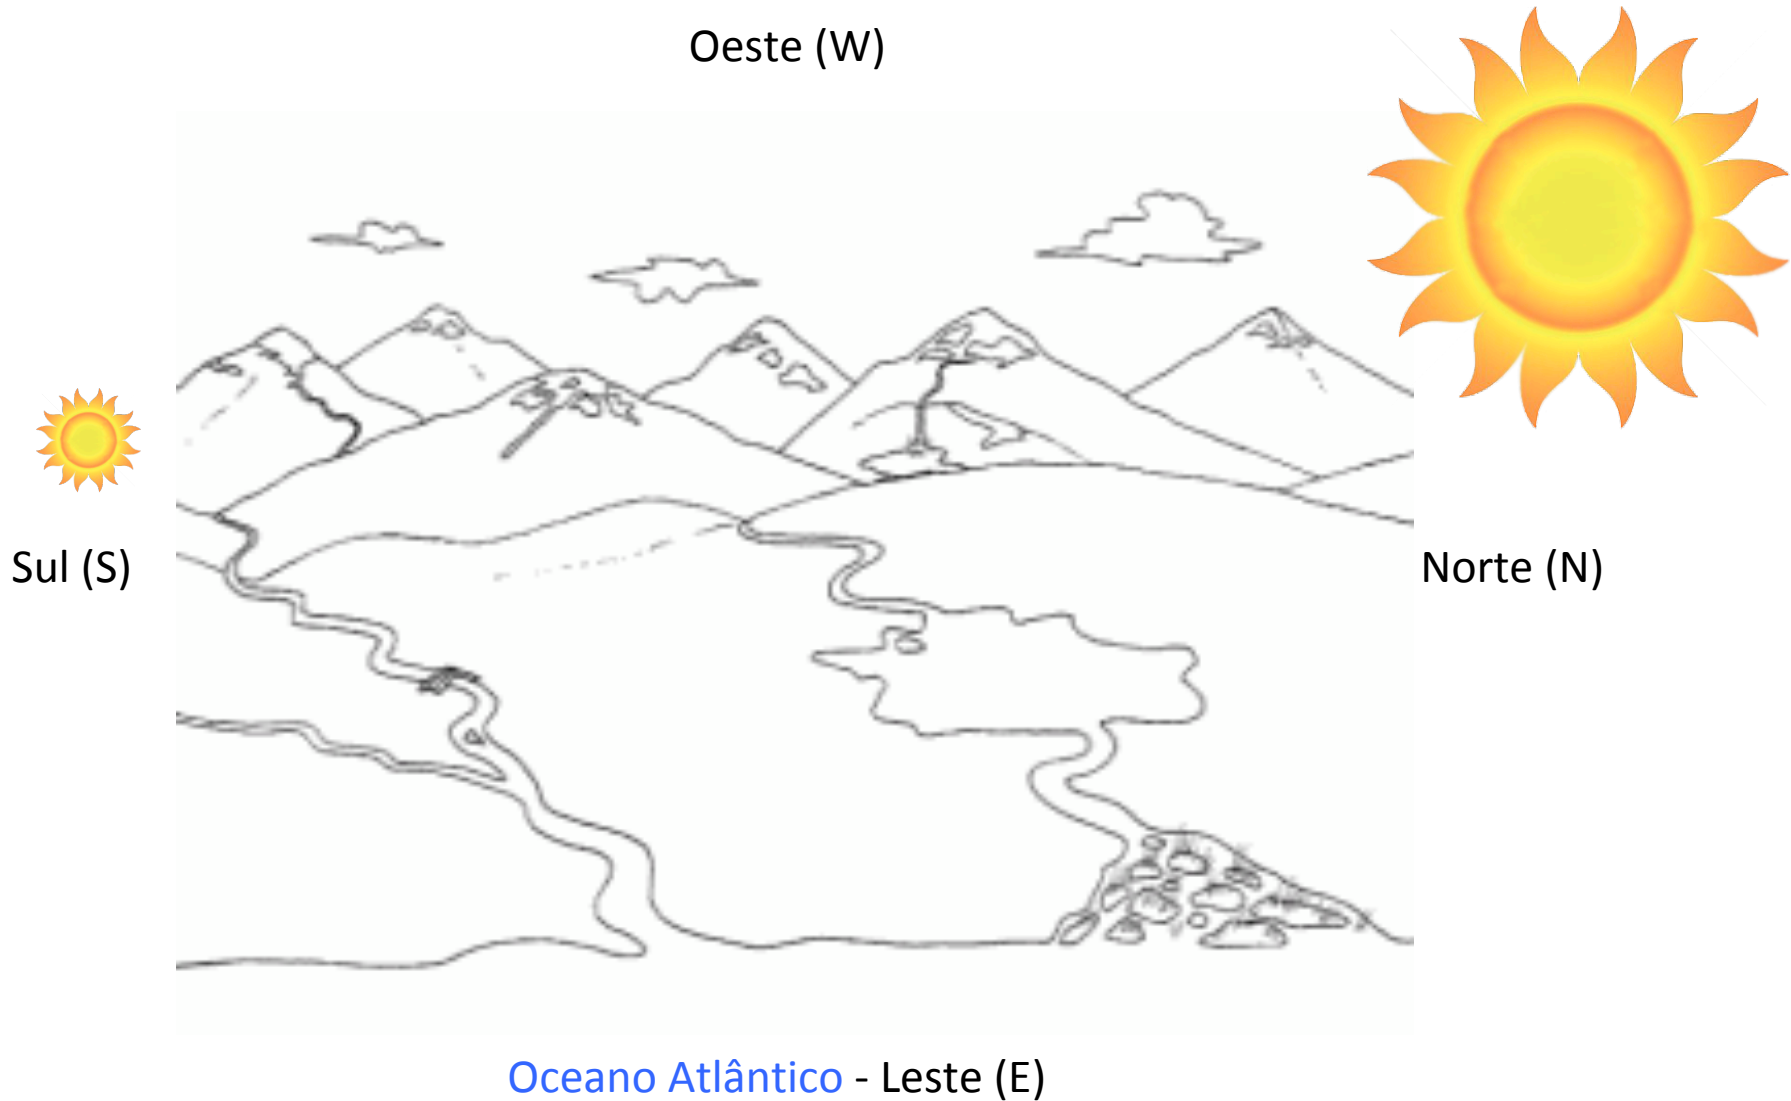 Oeste (W)
Sul (S)
Norte (N)
Oceano Atlântico - Leste (E)